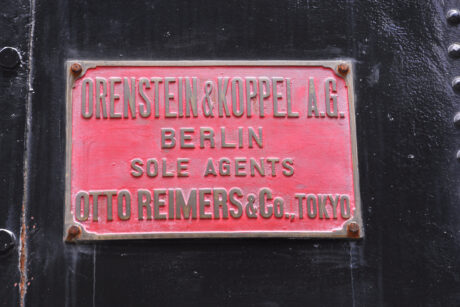 ORENSTEIN & KOPPEL A.G.
BERLIN
SOLE AGENTS
OTTO REIMERS & Co., TOKYO